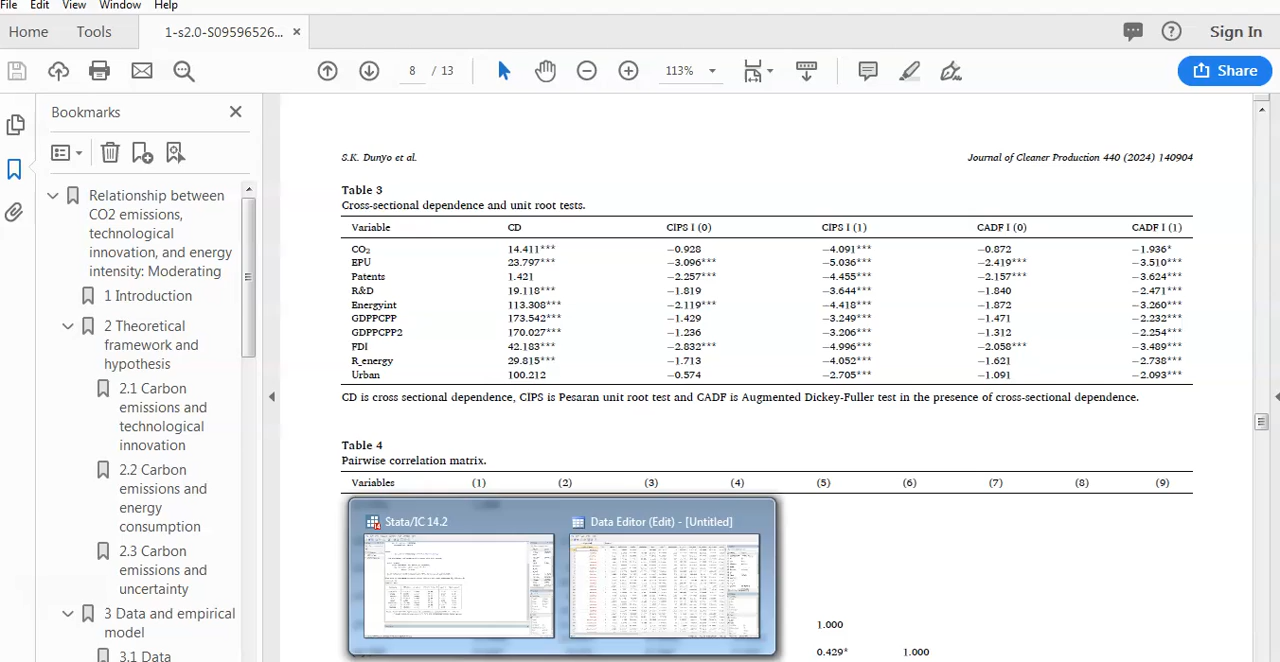 File Edit View Window Help
Home Tools 1-s2.0-S09596526... × Sign In
8 / 13 113% Share
Bookmarks
Relationship between
CO2 emissions,
technological
innovation, and energy
intensity: Moderating
1 Introduction
2 Theoretical
framework and
hypothesis
2.1 Carbon
emissions and
technological
innovation
2.2 Carbon
emissions and
energy
consumption
2.3 Carbon
emissions and
uncertainty
3 Data and empirical
model
3.1 Data
S.K. Dunyo et al. Journal of Cleaner Production 440 (2024) 140904
Table 3
Cross-sectional dependence and unit root tests.
Variable CD CIPS I (0) CIPS I (1) CADF I (0) CADF I (1)
CO₂ 14.411*** −0.928 −4.091*** −0.872 −1.936*
EPU 23.797*** −3.096*** −5.036*** −2.419*** −3.510***
Patents 1.421 −2.257*** −4.455*** −2.157*** −3.624***
R&D 19.118*** −1.819 −3.644*** −1.840 −2.471***
Energyint 113.308*** −2.119*** −4.418*** −1.872 −3.260***
GDPPCPP 173.542*** −1.429 −3.249*** −1.471 −2.232***
GDPPCPP2 170.027*** −1.236 −3.206*** −1.312 −2.254***
FDI 42.183*** −2.832*** −4.996*** −2.058*** −3.489***
R_energy 29.815*** −1.713 −4.052*** −1.621 −2.738***
Urban 100.212 −0.574 −2.705*** −1.091 −2.093***
CD is cross sectional dependence, CIPS is Pesaran unit root test and CADF is Augmented Dickey-Fuller test in the presence of cross-sectional dependence.
Table 4
Pairwise correlation matrix.
Variables (1) (2) (3) (4) (5) (6) (7) (8) (9)
Stata/IC 14.2 Data Editor (Edit) - [Untitled]
1.000
0.429* 1.000